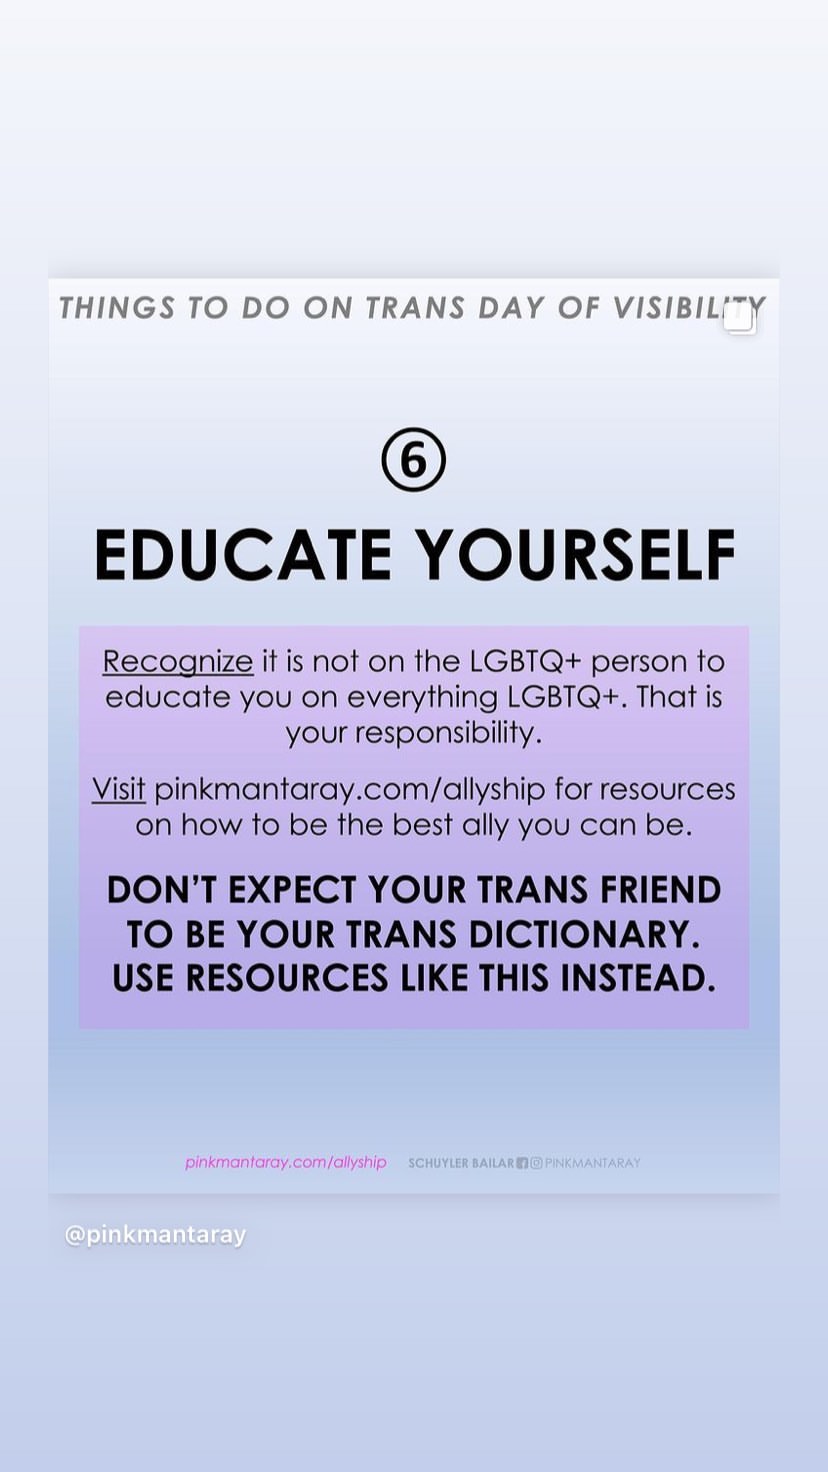 THINGS TO DO ON TRANS DAY OF VISIBILITY
⑥
EDUCATE YOURSELF
Recognize it is not on the LGBTQ+ person to
educate you on everything LGBTQ+. That is
your responsibility.
Visit pinkmantaray.com/allyship for resources
on how to be the best ally you can be.
DON'T EXPECT YOUR TRANS FRIEND
TO BE YOUR TRANS DICTIONARY.
USE RESOURCES LIKE THIS INSTEAD.
pinkmantaray.com/allyship SCHUYLER BAILAR PINKMANTARAY
@pinkmantaray